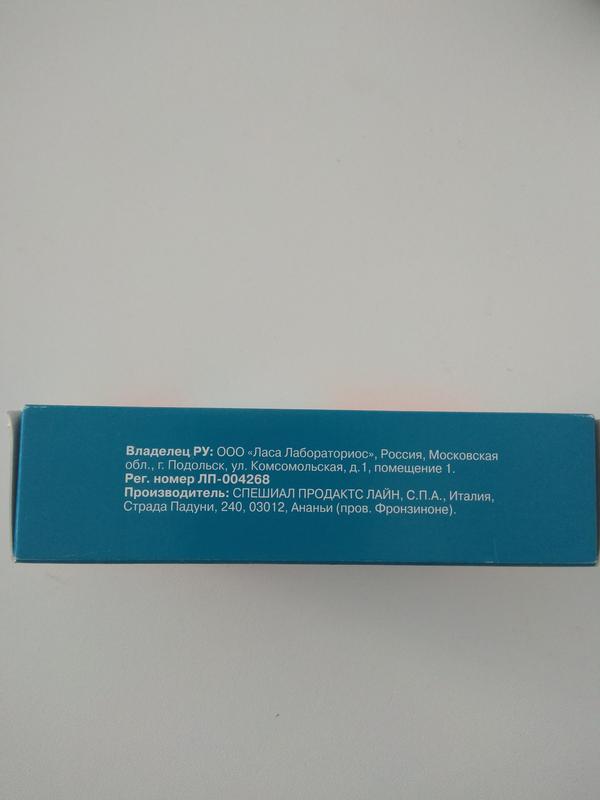 Владелец РУ: ООО «Ласа Лабораториос», Россия, Московская
обл., г. Подольск, ул. Комсомольская, д.1, помещение 1.
Рег. номер ЛП-004268
Производитель: СПЕШИАЛ ПРОДАКТС ЛАЙН, С.П.А., Италия,
Страда Падуни, 240, 03012, Ананьи (пров. Фрозиноне).